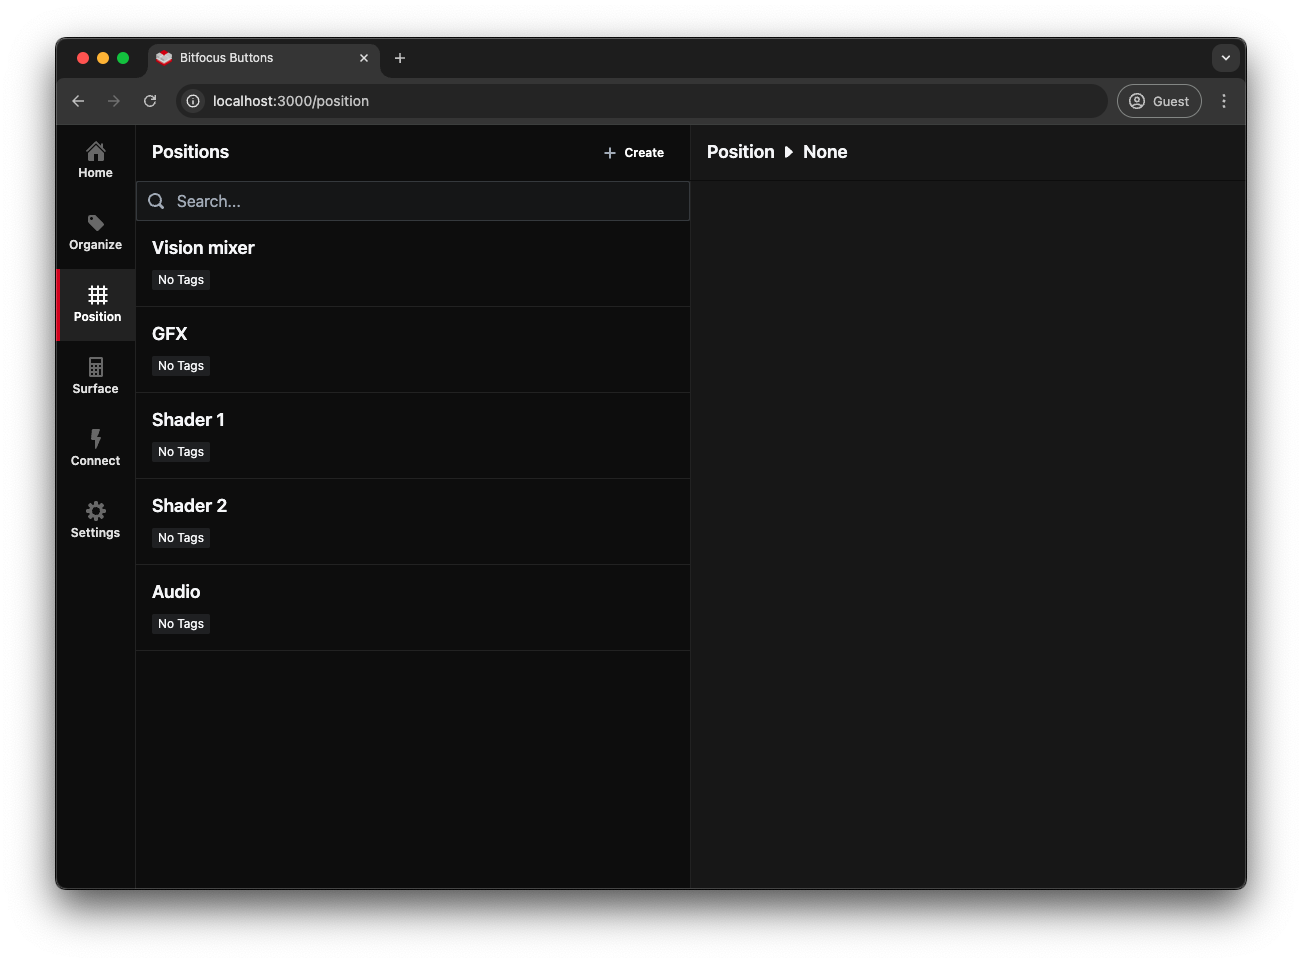 Bitfocus Buttons
localhost:3000/position
Guest
Home
Organize
Position
Surface
Connect
Settings
Positions
Create
Search...
Vision mixer
No Tags
GFX
No Tags
Shader 1
No Tags
Shader 2
No Tags
Audio
No Tags
Position None